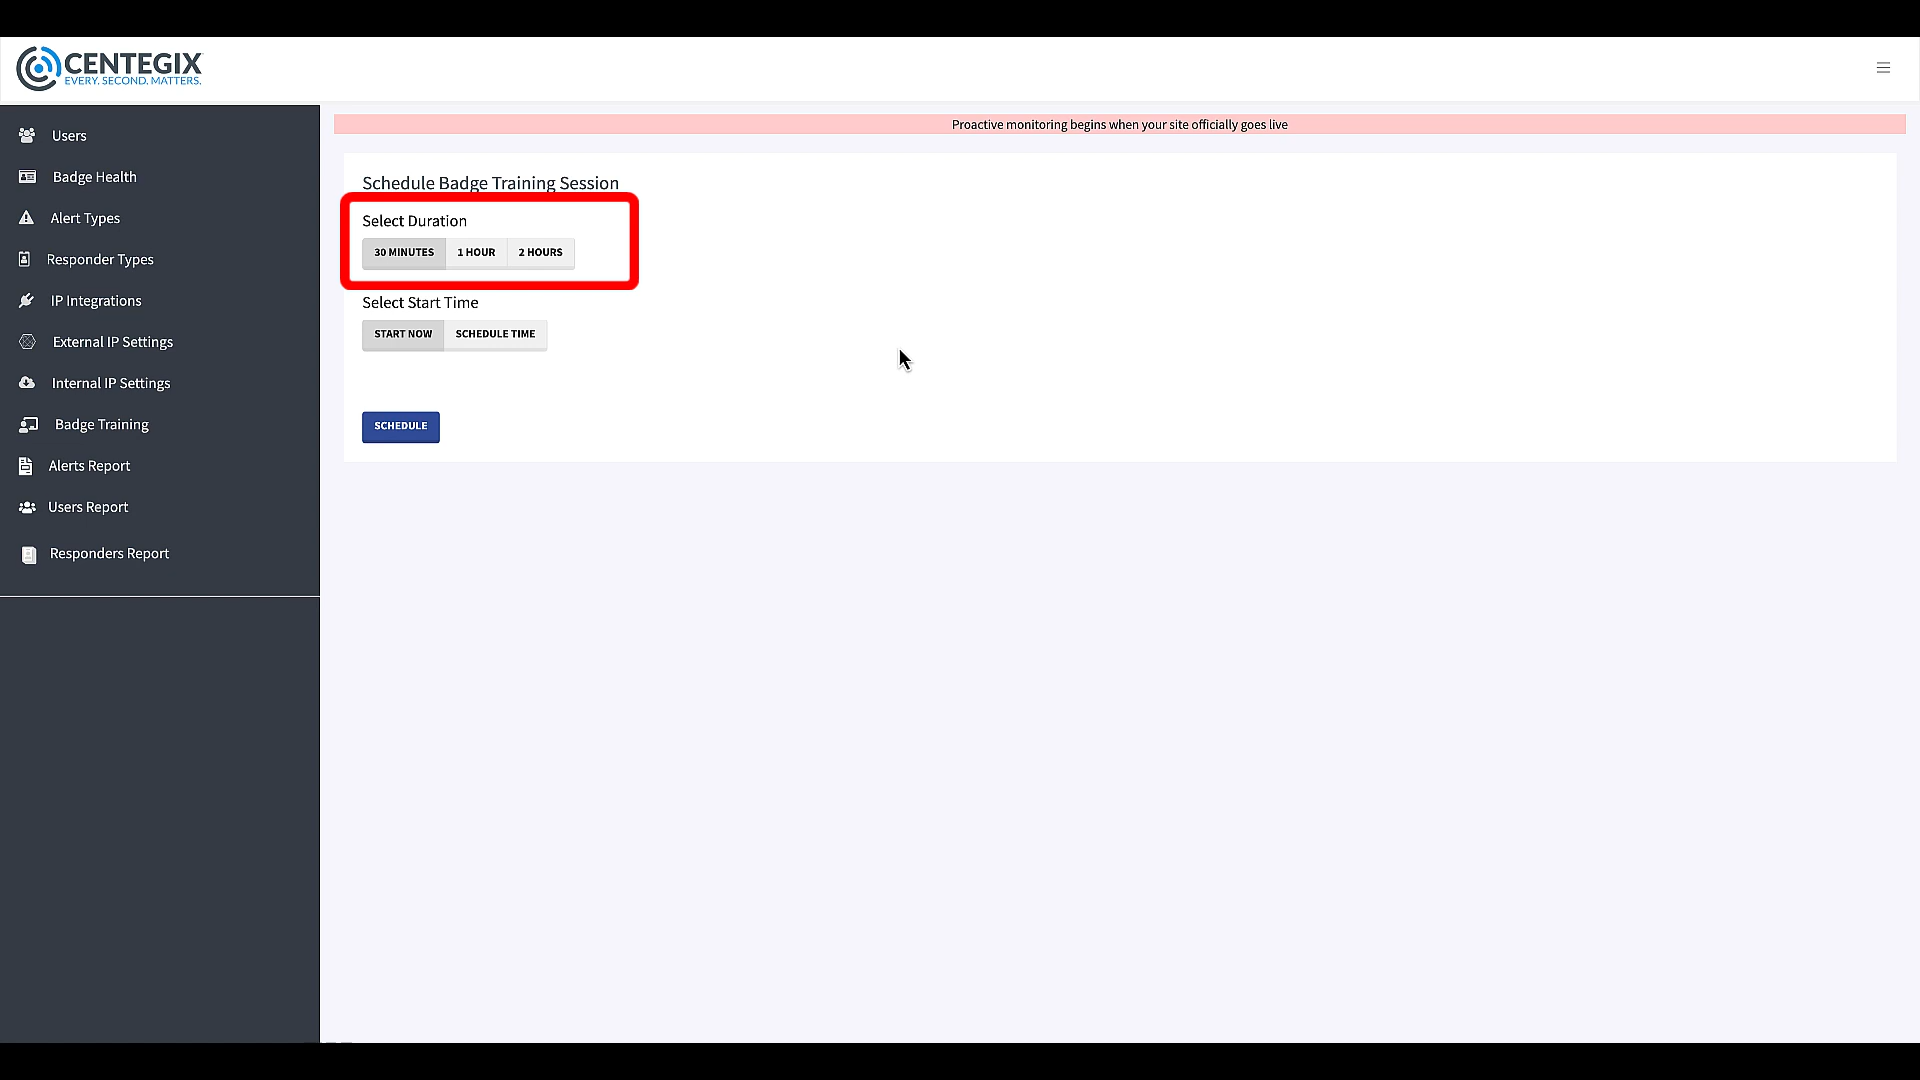 CENTEGIX
EVERY. SECOND. MATTERS.
Users
Badge Health
Alert Types
Responder Types
IP Integrations
External IP Settings
Internal IP Settings
Badge Training
Alerts Report
Users Report
Responders Report
Proactive monitoring begins when your site officially goes live
Schedule Badge Training Session
Select Duration
30 MINUTES 1 HOUR 2 HOURS
Select Start Time
START NOW SCHEDULE TIME
SCHEDULE